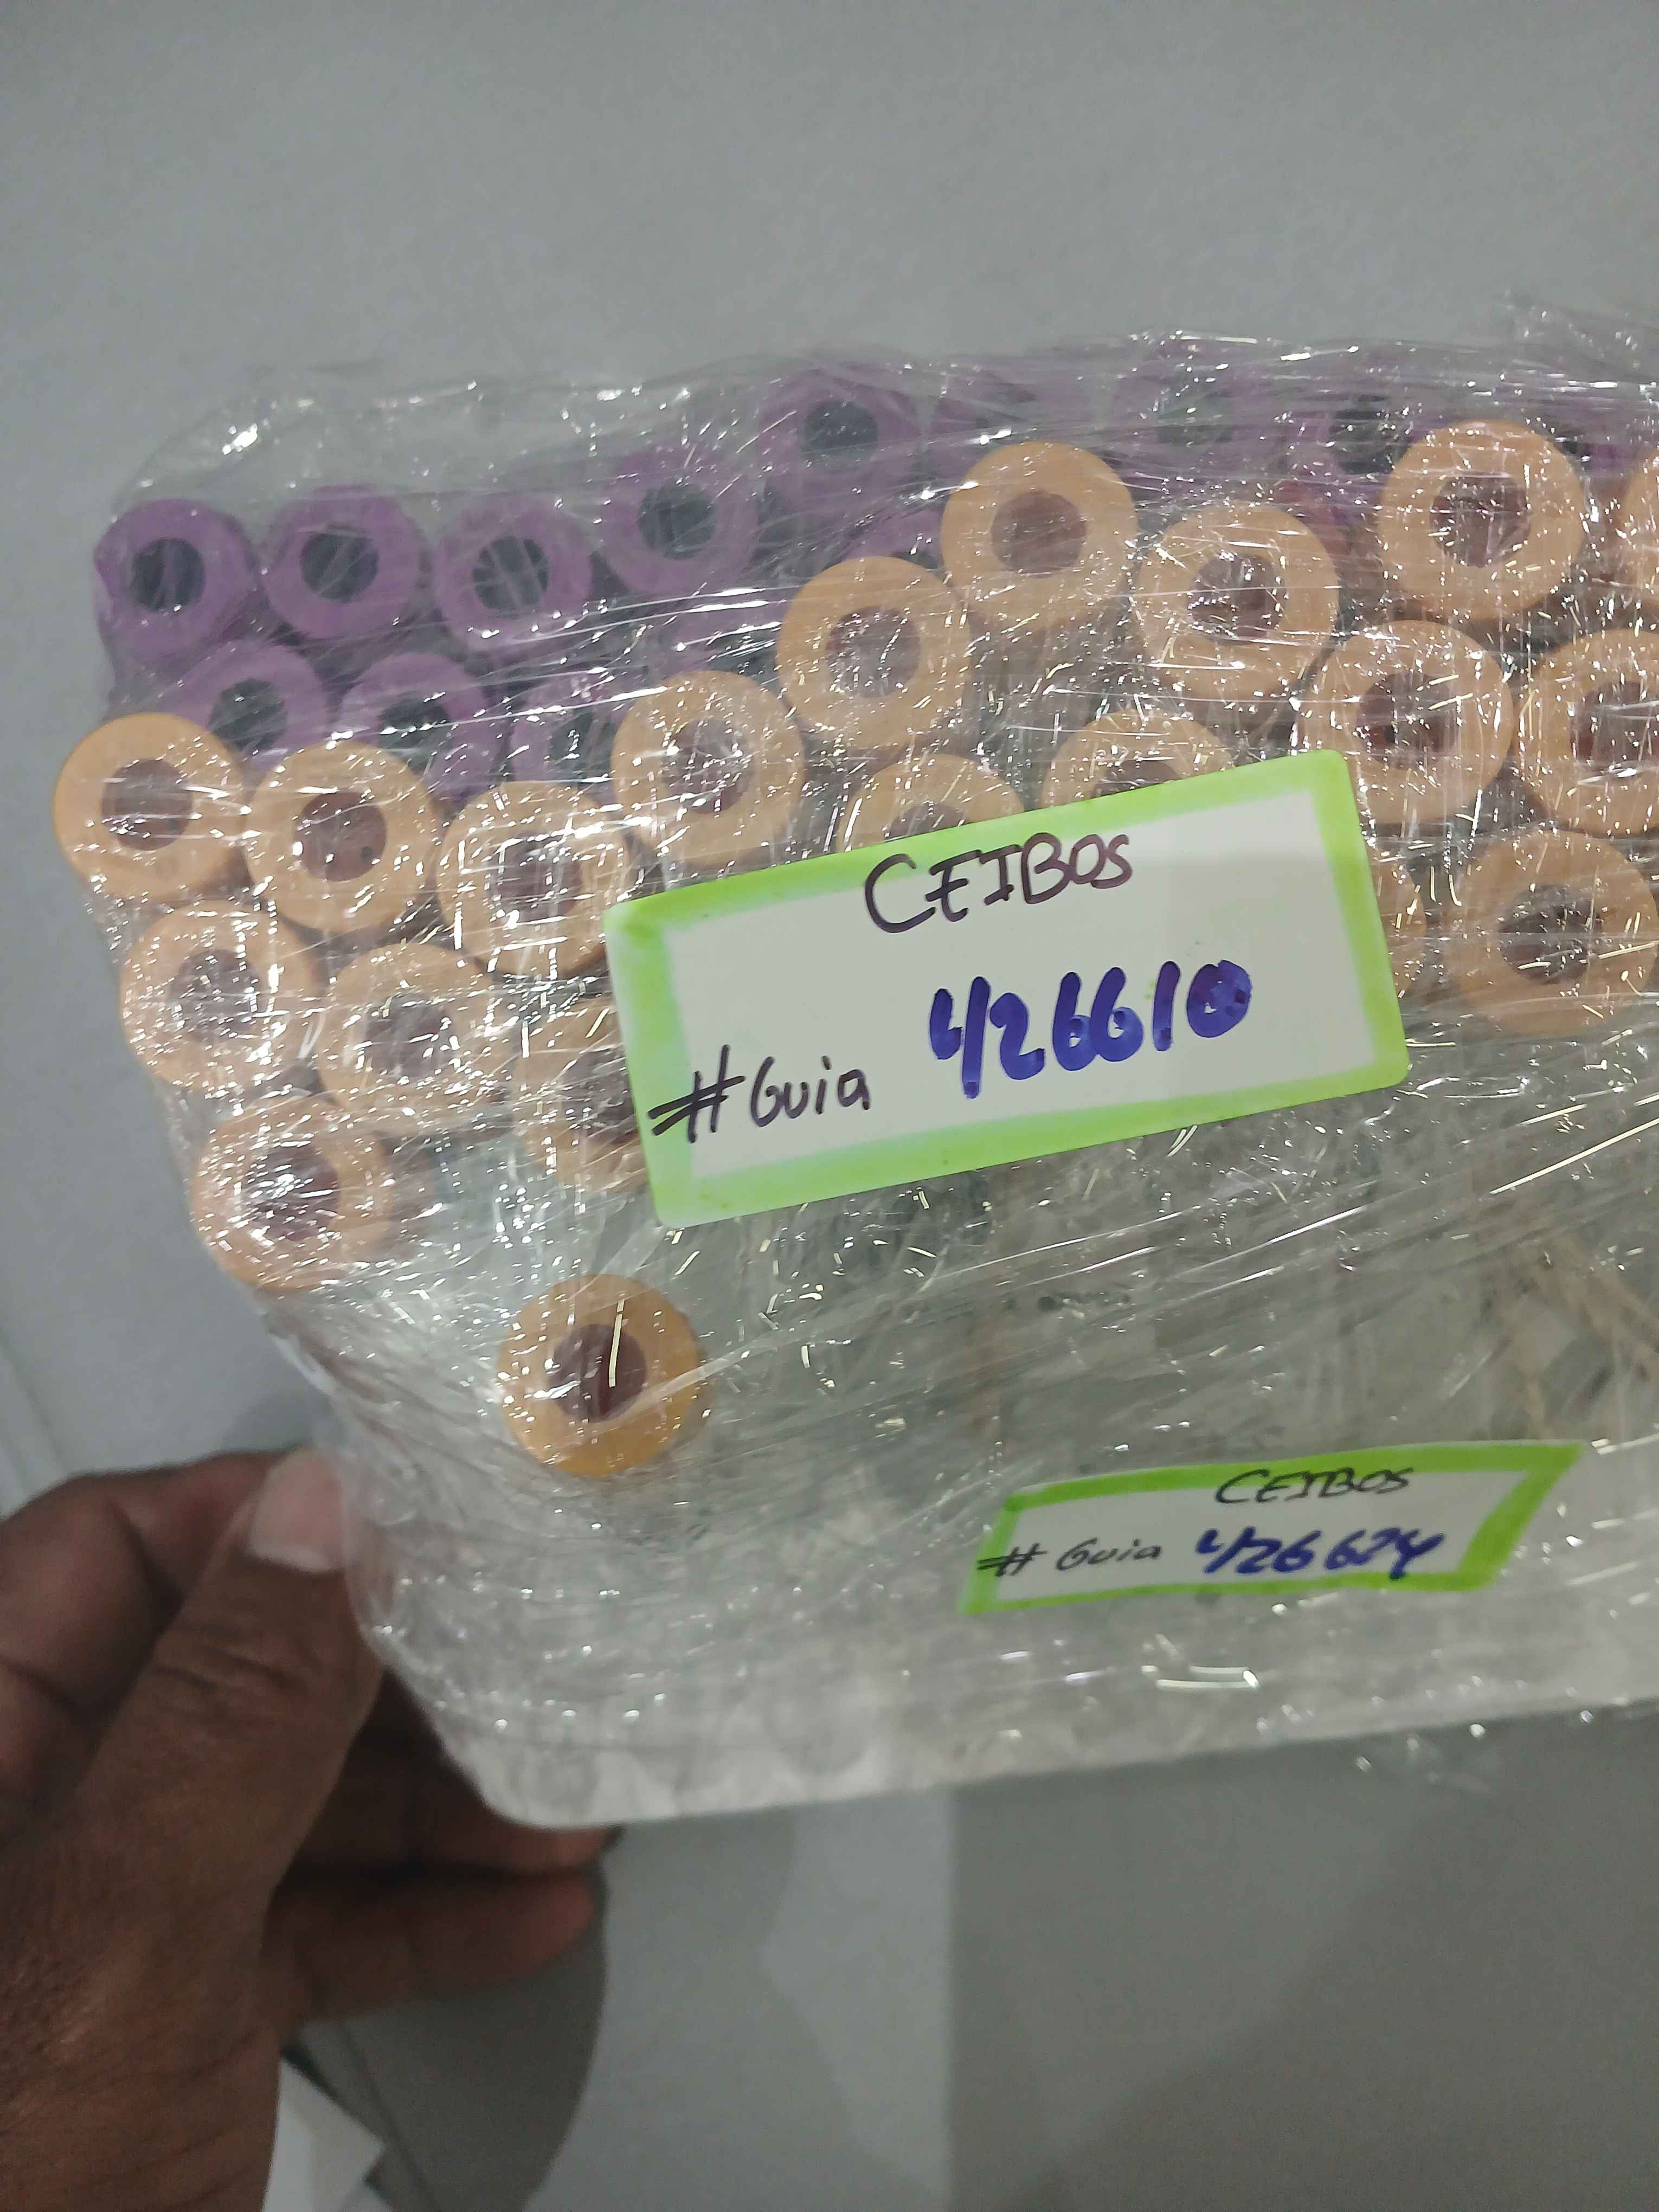 CEIBOS
#Guia 426610
CEIBOS
# Guia 426624